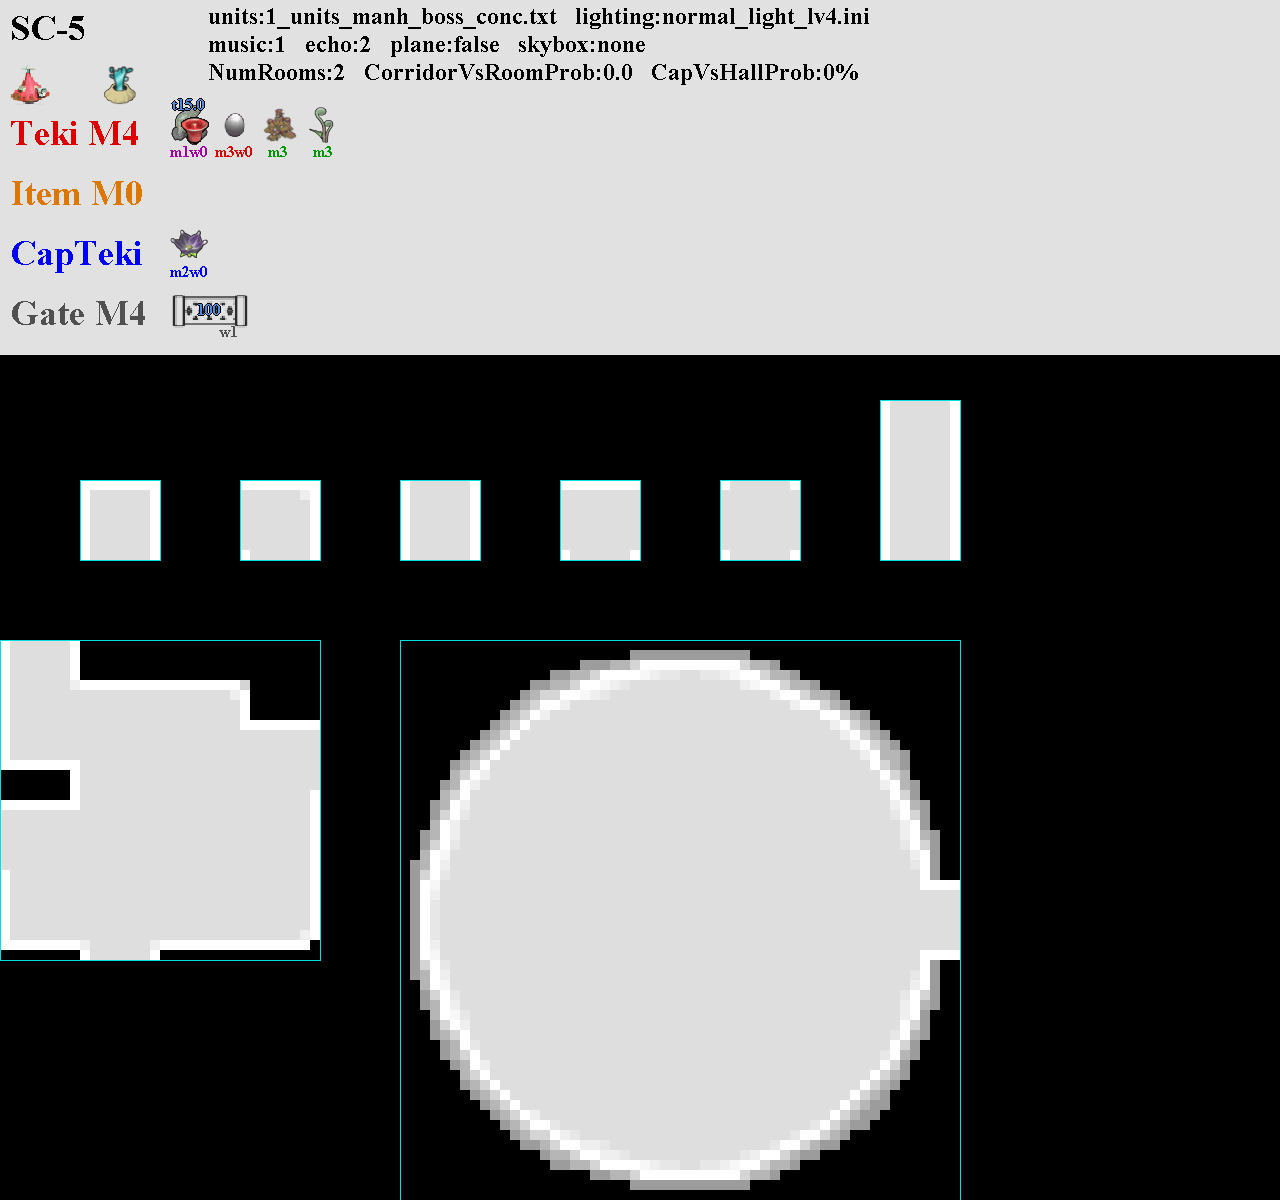 SC-5
units:1_units_manh_boss_conc.txt lighting:normal_light_lv4.ini
music:1 echo:2 plane:false skybox:none
NumRooms:2 CorridorVsRoomProb:0.0 CapVsHallProb:0%
t15.0
Teki M4
m1w0 m3w0 m3 m3
Item M0
CapTeki
m2w0
Gate M4
100
w1